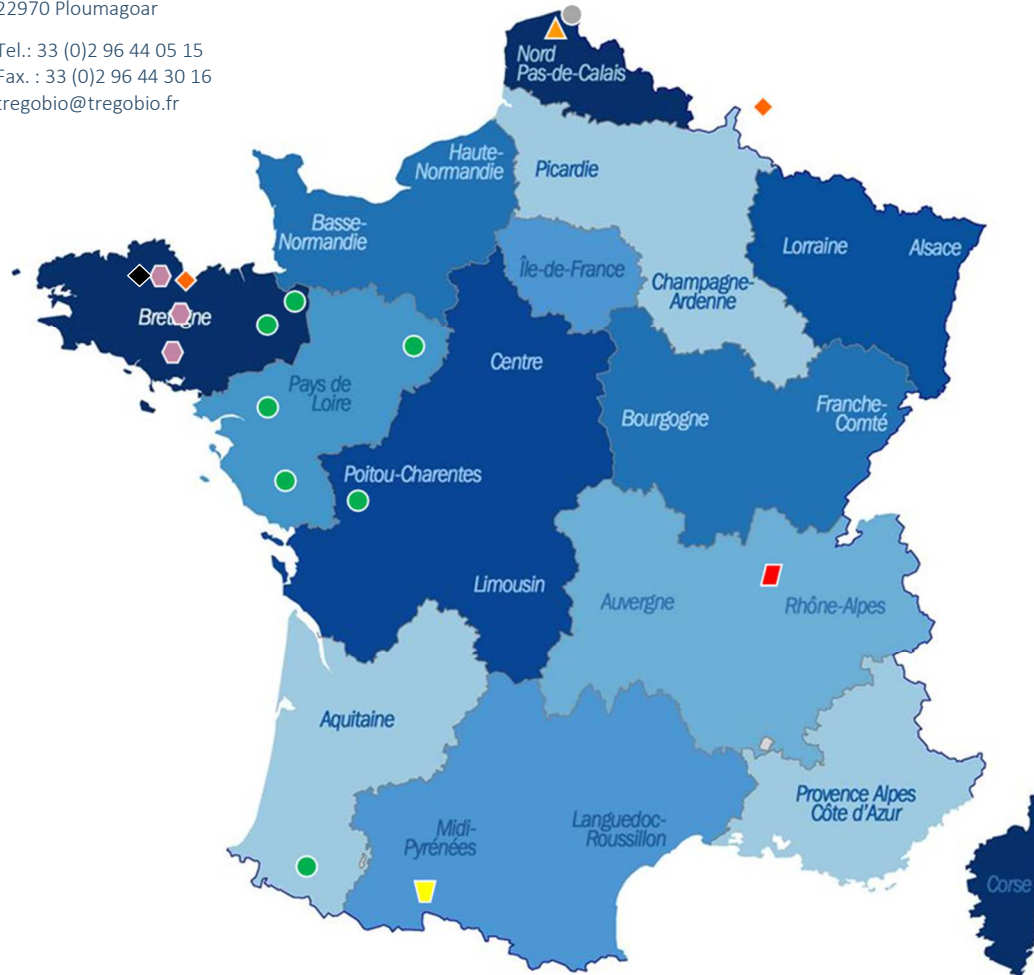 22970 Ploumagoar
Tel.: 33 (0)2 96 44 05 15
Fax. : 33 (0)2 96 44 30 16
tregobio@tregobio.fr
Nord
Pas-de-Calais
Haute-
Normandie
Picardie
Basse-
Normandie
Lorraine
Alsace
Île-de-France
Champagne-
Ardenne
Bretagne
Centre
Pays de
Loire
Bourgogne
Franche-
Comté
Poitou-Charentes
Limousin
Auvergne
Rhône-Alpes
Aquitaine
Provence Alpes
Côte d'Azur
Midi-
Pyrénées
Languedoc-
Roussillon
Corse